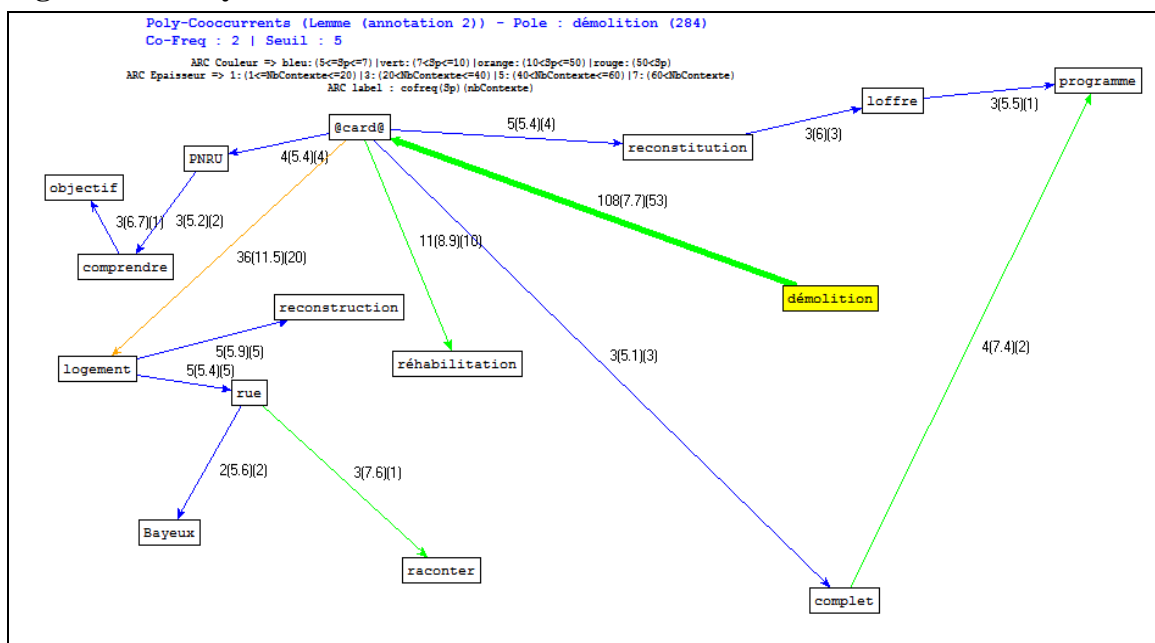 Poly-Cooccurrents (Lemme (annotation 2)) - Pole : démolition (284)
Co-Freq : 2 | Seuil : 5
ARC Couleur => bleu:(5<=Sp<=7)|vert:(7<Sp<=10)|orange:(10<Sp<=50)|rouge:(50<Sp)
ARC Epaisseur => 1:(1<=NbContexte<=20)|3:(20<NbContexte<=40)|5:(40<NbContexte<=60)|7:(60<NbContexte)
ARC label : cofreq(Sp)(nbContexte)
programme
loffre
3(5.5)(1)
@card@
5(5.4)(4)
3(6)(3)
reconstitution
PNRU
4(5.4)(4)
objectif
108(7.7)(53)
3(6.7)(1)
3(5.2)(2)
11(8.9)(10)
36(11.5)(20)
comprendre
démolition
reconstruction
4(7.4)(2)
5(5.9)(5)
3(5.1)(3)
logement
5(5.4)(5)
réhabilitation
rue
2(5.6)(2)
3(7.6)(1)
Bayeux
raconter
complet